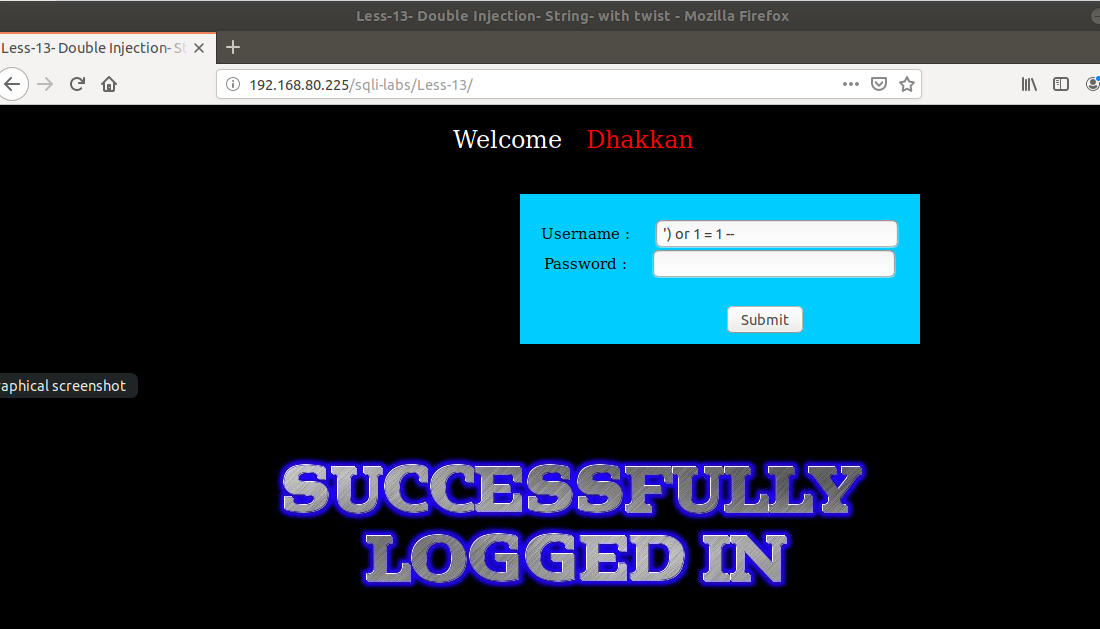 Less-13- Double Injection- String- with twist - Mozilla Firefox
Less-13- Double Injection- St
192.168.80.225/sqli-labs/Less-13/
Welcome Dhakkan
Username : ') or 1 = 1 --
Password :
Submit
aphical screenshot
SUCCESSFULLY
LOGGED IN